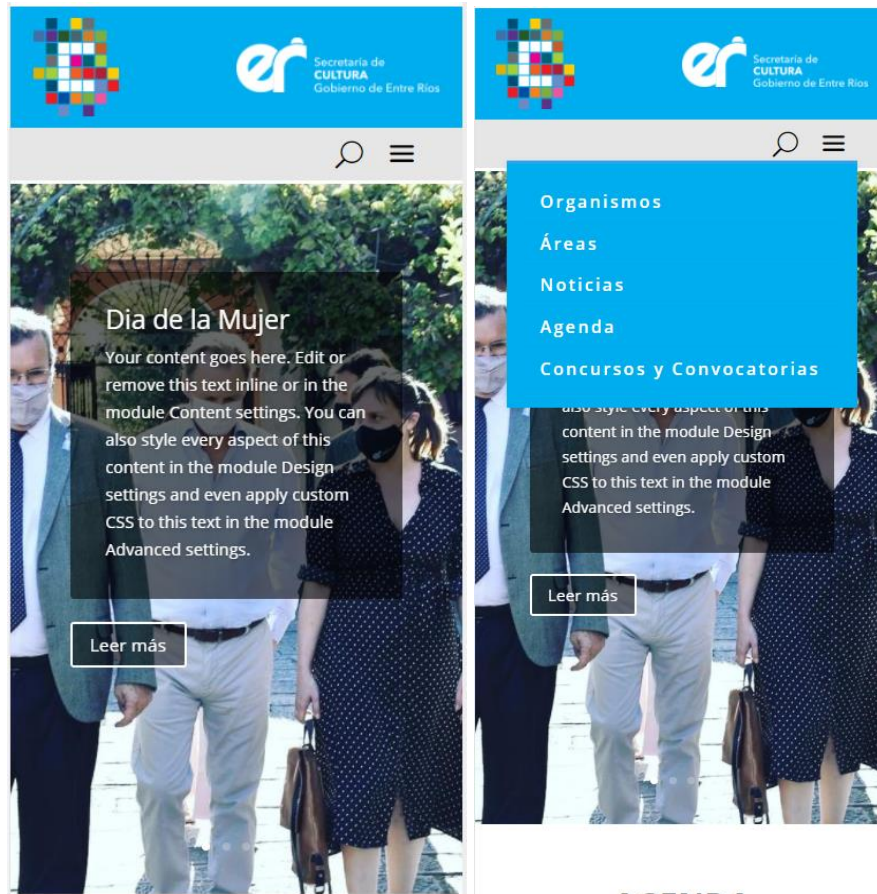 er
Secretaría de
CULTURA
Gobierno de Entre Ríos
Dia de la Mujer
Your content goes here. Edit or
remove this text inline or in the
module Content settings. You can
also style every aspect of this
content in the module Design
settings and even apply custom
CSS to this text in the module
Advanced settings.
Leer más
er
Secretaría de
CULTURA
Gobierno de Entre Ríos
Organismos
Áreas
Noticias
Agenda
Concursos y Convocatorias
also style every aspect of this
content in the module Design
settings and even apply custom
CSS to this text in the module
Advanced settings.
Leer más